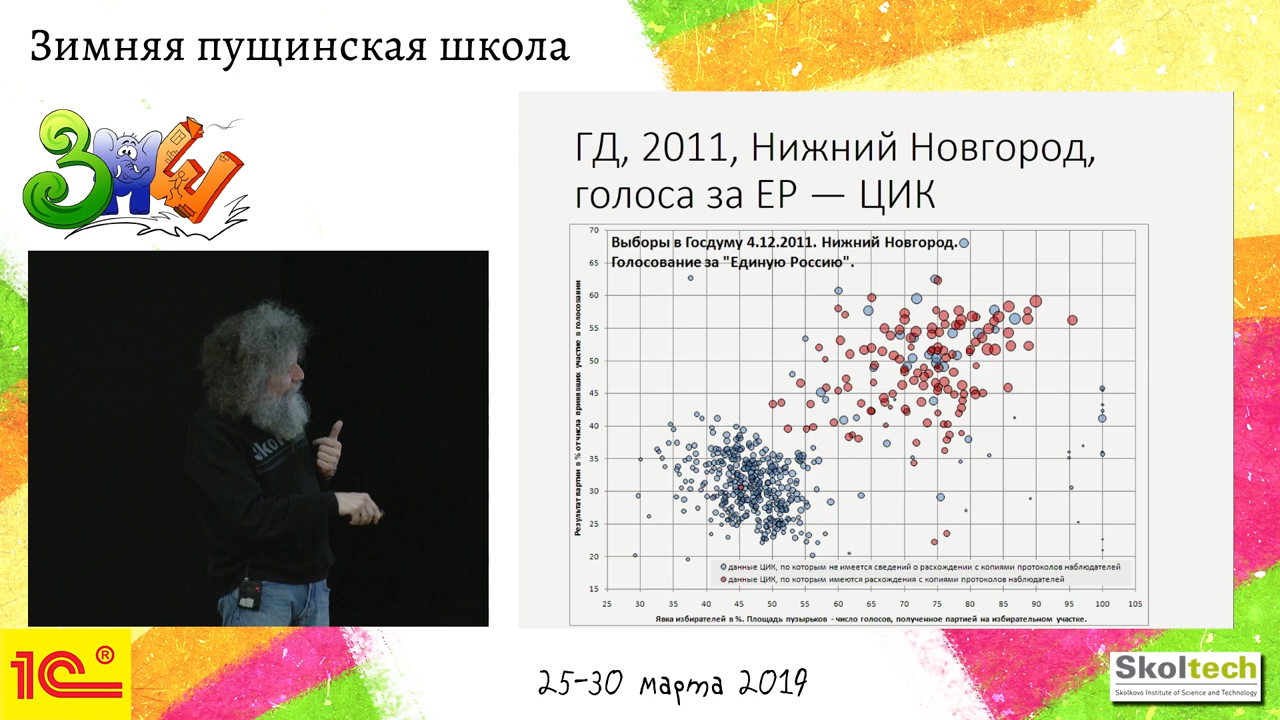 Зимняя пущинская школа
ЗПШ
ГД, 2011, Нижний Новгород,
голоса за ЕР — ЦИК
Выборы в Госдуму 4.12.2011. Нижний Новгород.
Голосование за "Единую Россию".
Результат партии в % от числа принявших участие в голосовании
70
65
60
55
50
45
40
35
30
25
20
15
данные ЦИК, по которым не имеется сведений о расхождении с копиями протоколов наблюдателей
данные ЦИК, по которым имеются расхождения с копиями протоколов наблюдателей
25 30 35 40 45 50 55 60 65 70 75 80 85 90 95 100 105
Явка избирателей в %. Площадь пузырьков - число голосов, полученное партией на избирательном участке.
Sko
1С®
25-30 марта 2019
Skoltech
Skolkovo Institute of Science and Technology